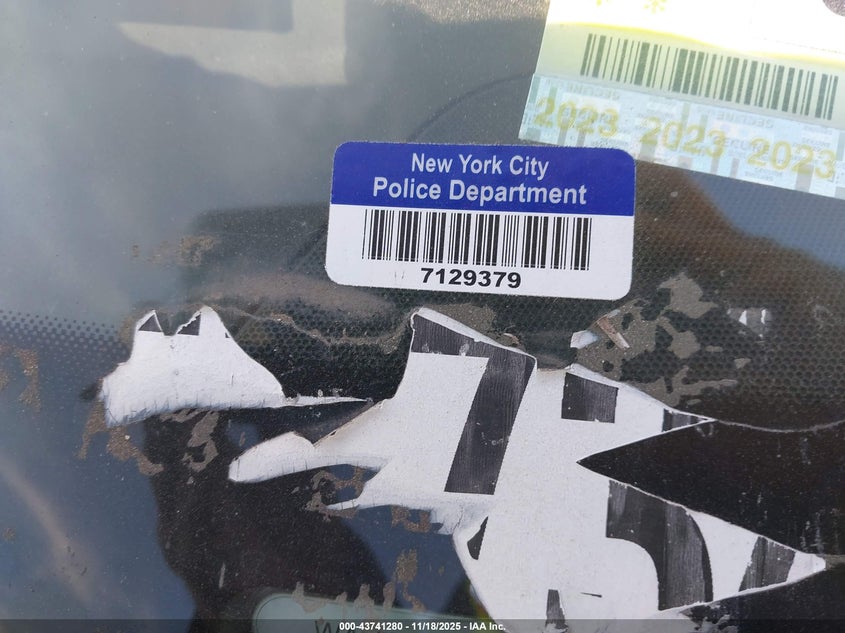 2023 2023 2023
New York City
Police Department
7129379
000-43741280 - 11/18/2025 - IAA Inc.